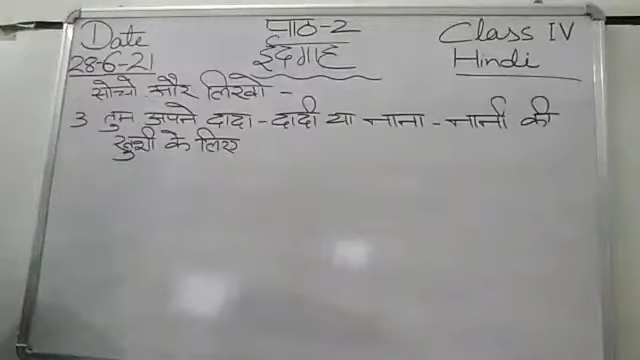 Date पाठ-2 Class IV
28-6-21 ईदगाह Hindi
सोचो और लिखो -
3 तुम अपने दादा - दादी या नाना - नानी की
खुशी के लिए